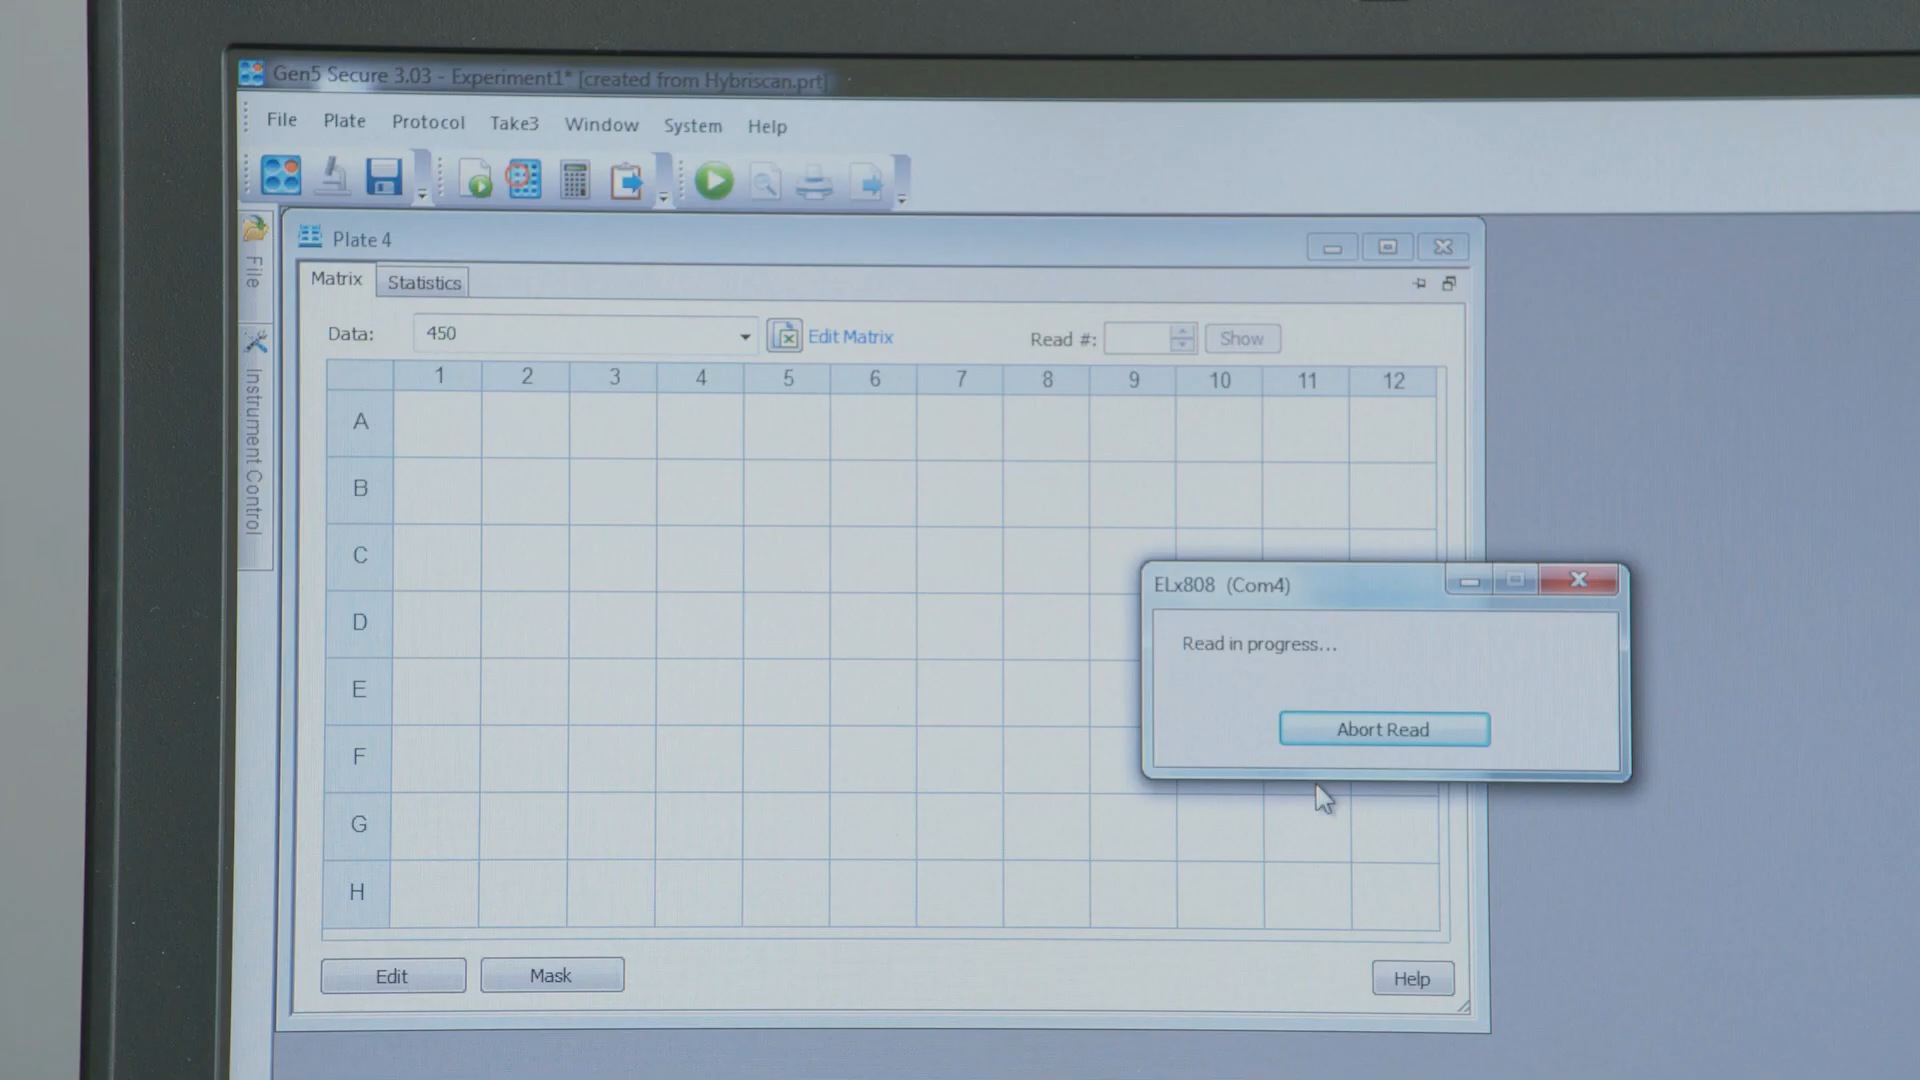 Gen5 Secure 3.03 - Experiment1* [created from Hybriscan.prt]
File Plate Protocol Take3 Window System Help
File
Instrument Control
Plate 4
Matrix Statistics
Data: 450 Edit Matrix Read #: Show
1 2 3 4 5 6 7 8 9 10 11 12
A
B
C
D
E
F
G
H
ELx808 (Com4)
Read in progress...
Abort Read
Edit Mask Help